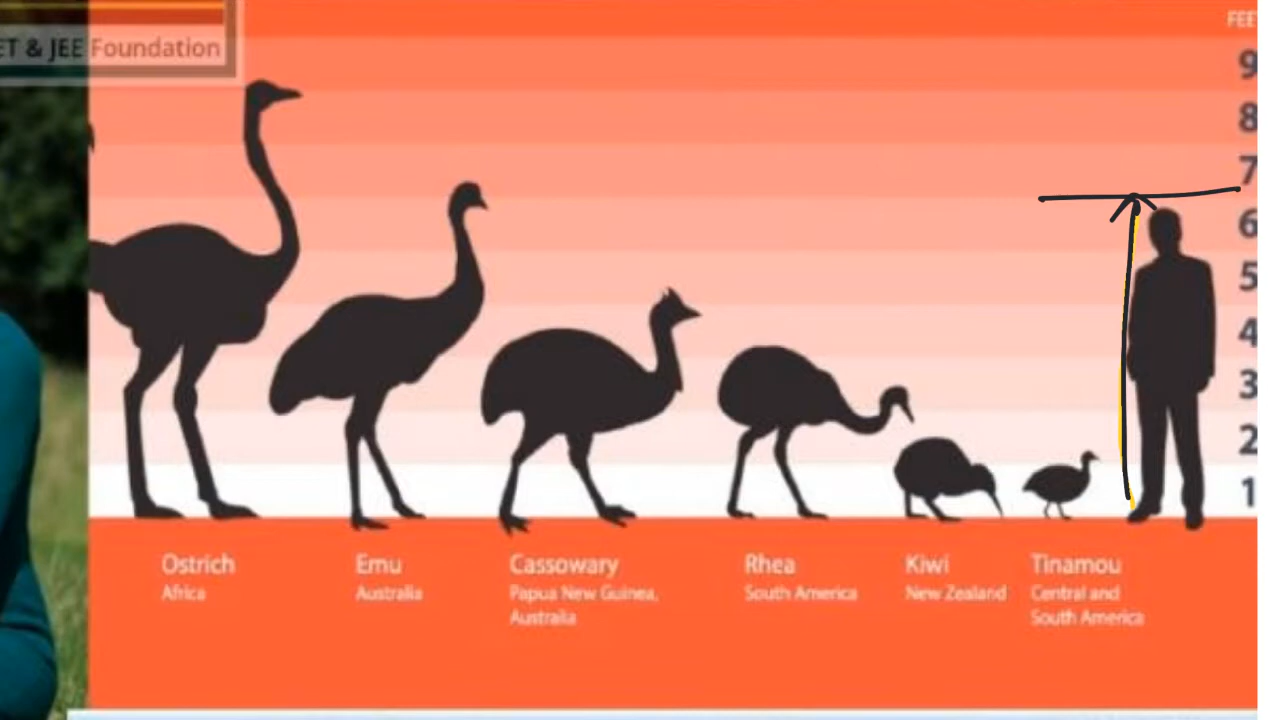 ET & JEE Foundation
FEE
9
8
7
6
5
4
3
2
1
Ostrich
Africa
Emu
Australia
Cassowary
Papua New Guinea,
Australia
Rhea
South America
Kiwi
New Zealand
Tinamou
Central and
South America